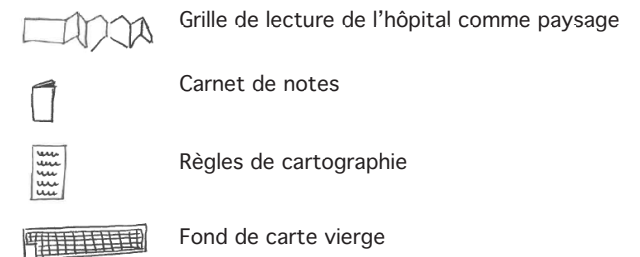 Grille de lecture de l’hôpital comme paysage
Carnet de notes
Règles de cartographie
Fond de carte vierge